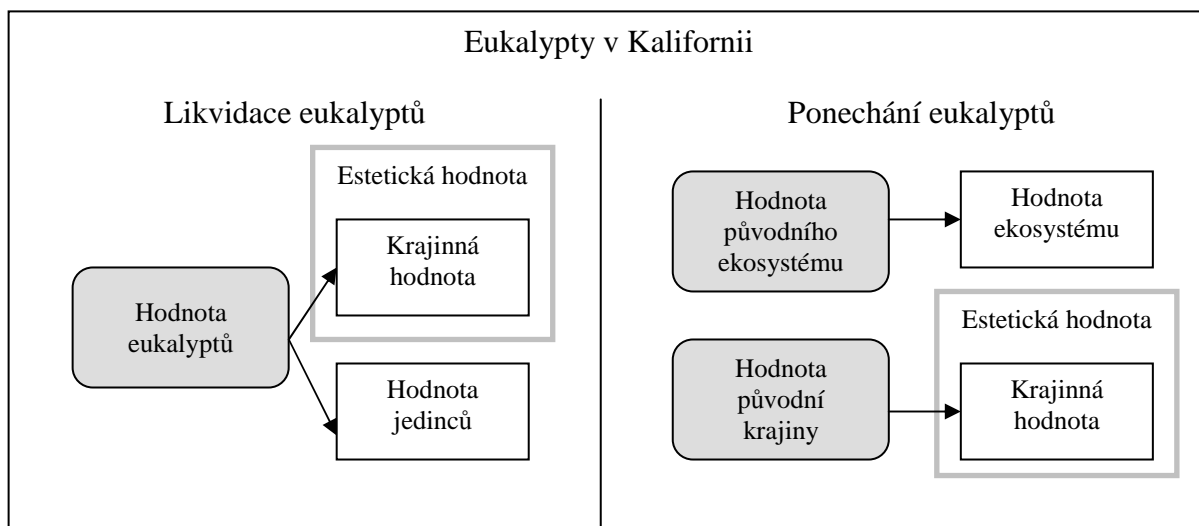 Eukalypty v Kalifornii
Likvidace eukalyptů
Estetická hodnota
Krajinná
hodnota
Hodnota
eukalyptů
Hodnota
jedinců
Ponechání eukalyptů
Hodnota
původního
ekosystému
Hodnota
ekosystému
Estetická hodnota
Hodnota
původní
krajiny
Krajinná
hodnota